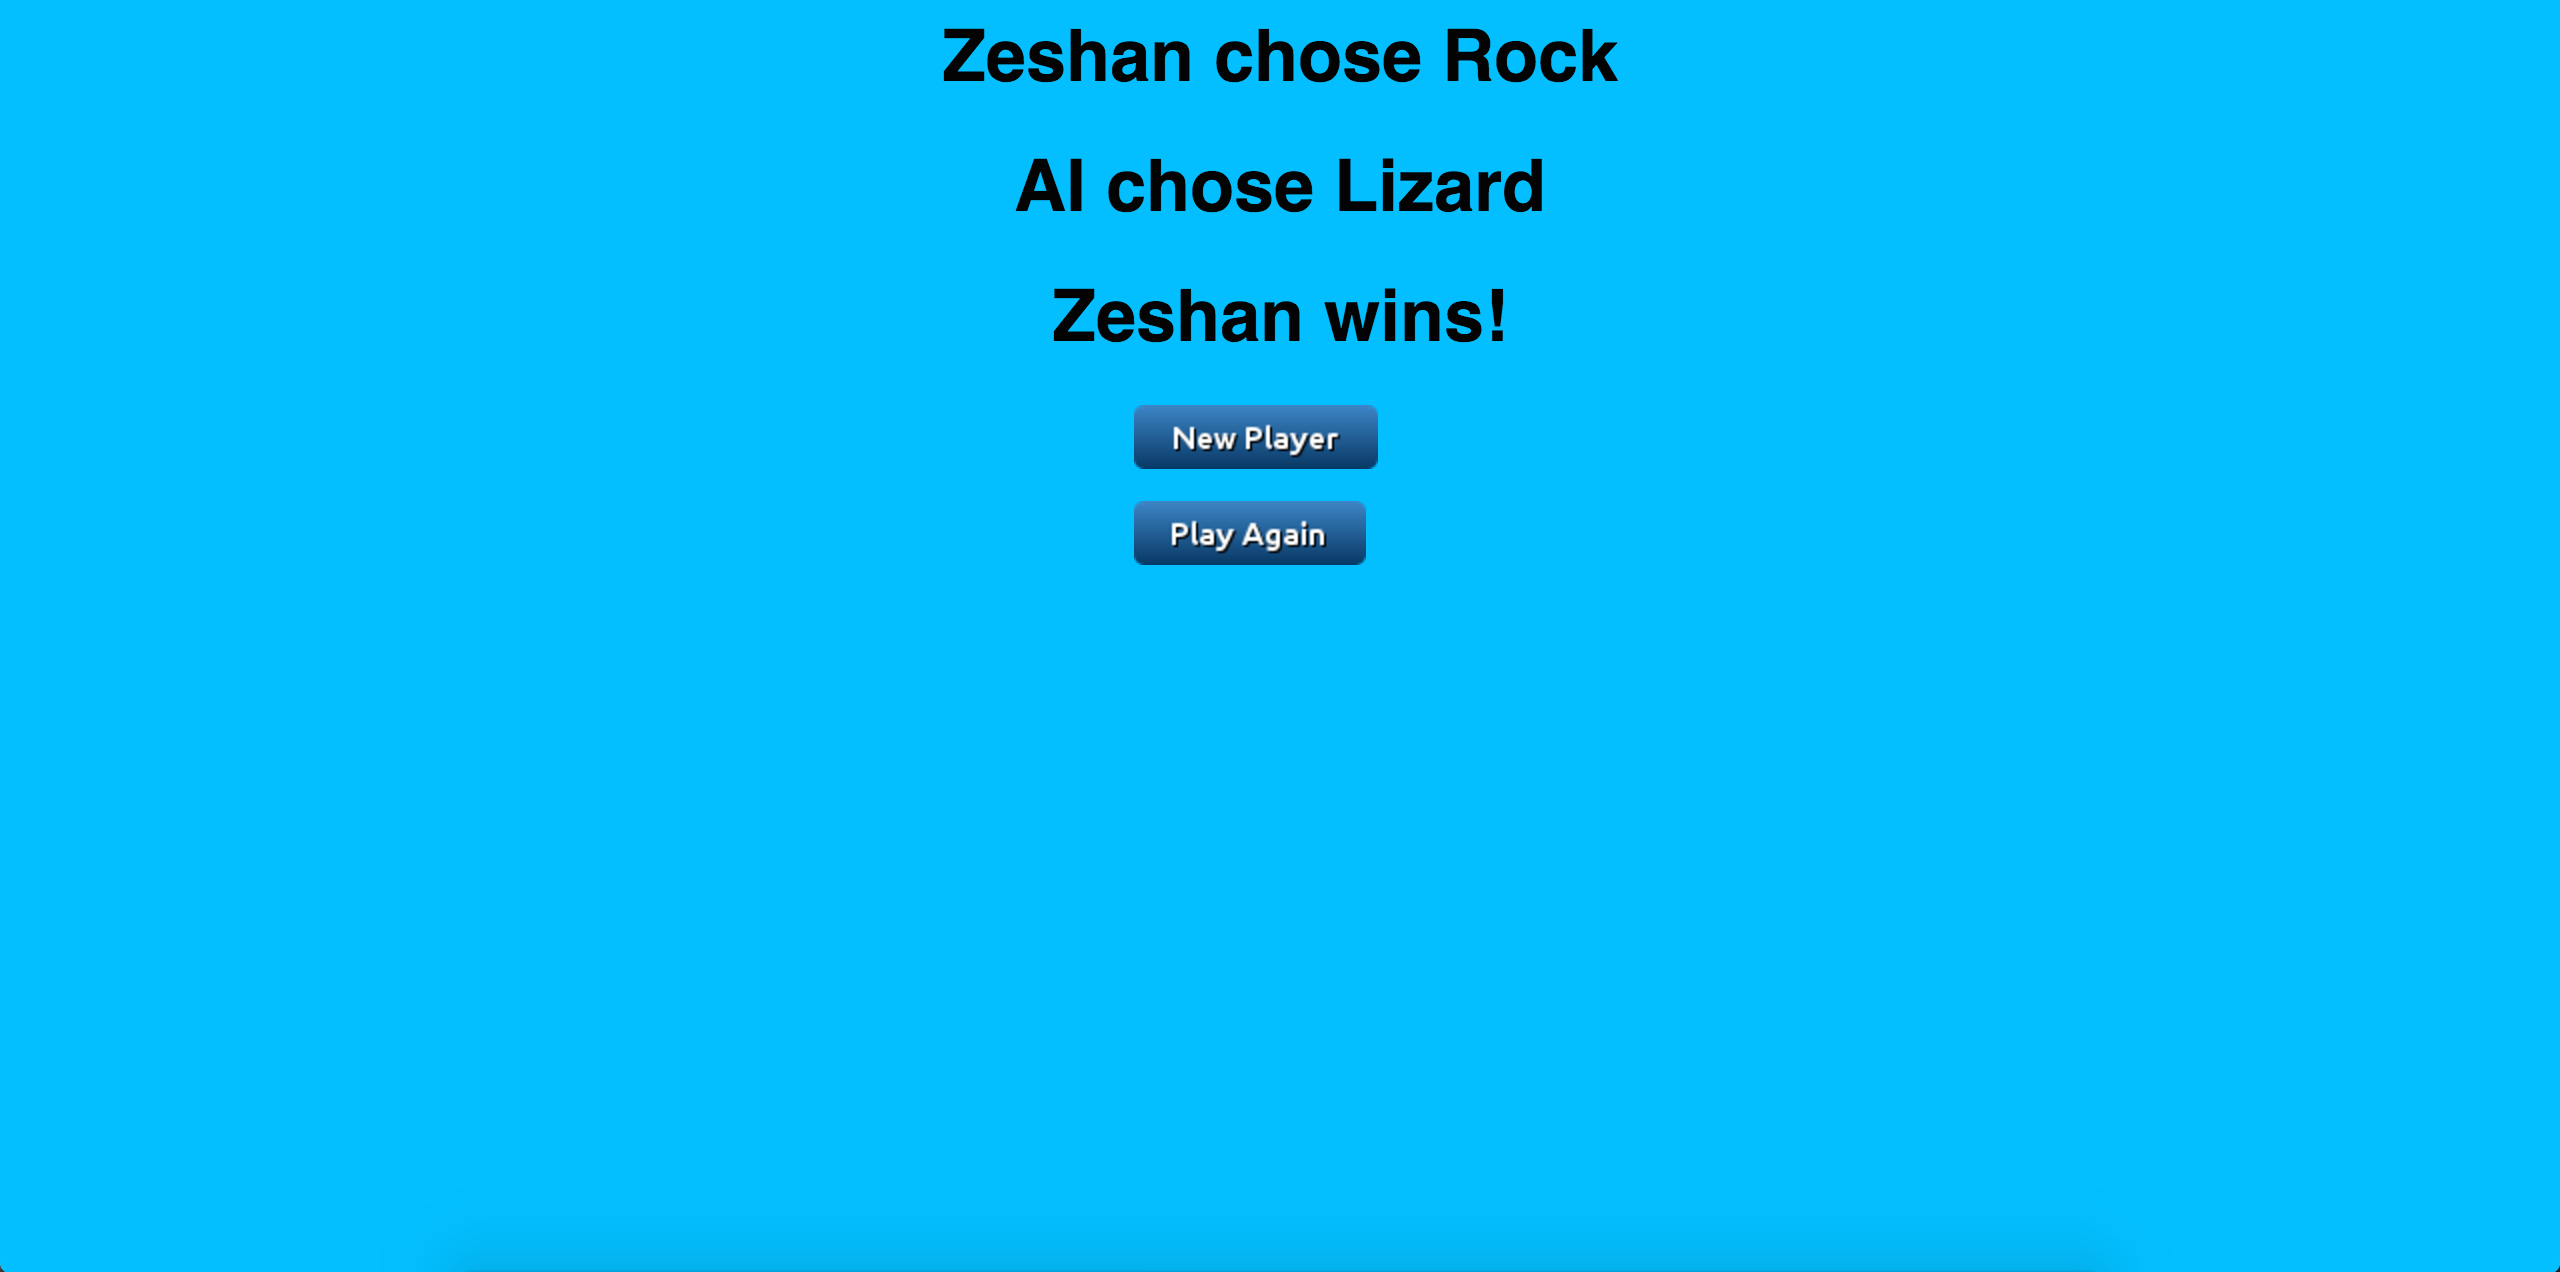 Zeshan chose Rock
AI chose Lizard
Zeshan wins!
New Player
Play Again